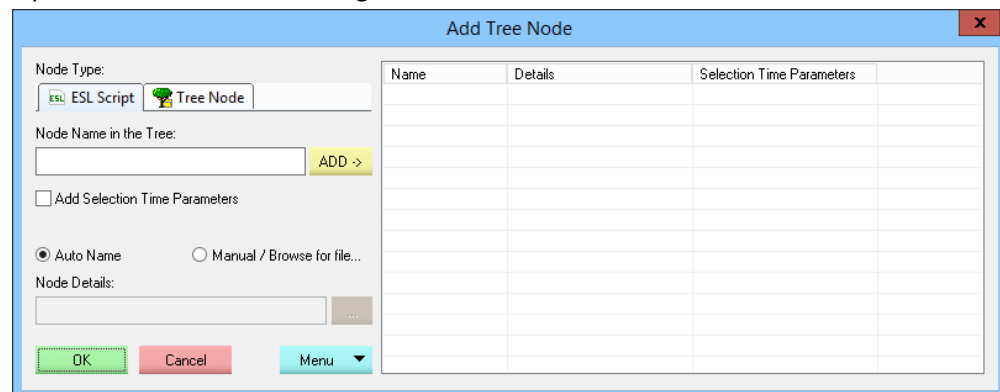 Add Tree Node
x
Node Type:
ESL ESL Script Tree Node
Node Name in the Tree:
ADD ->
Add Selection Time Parameters
Auto Name Manual / Browse for file...
Node Details:
...
OK Cancel Menu
Name Details Selection Time Parameters